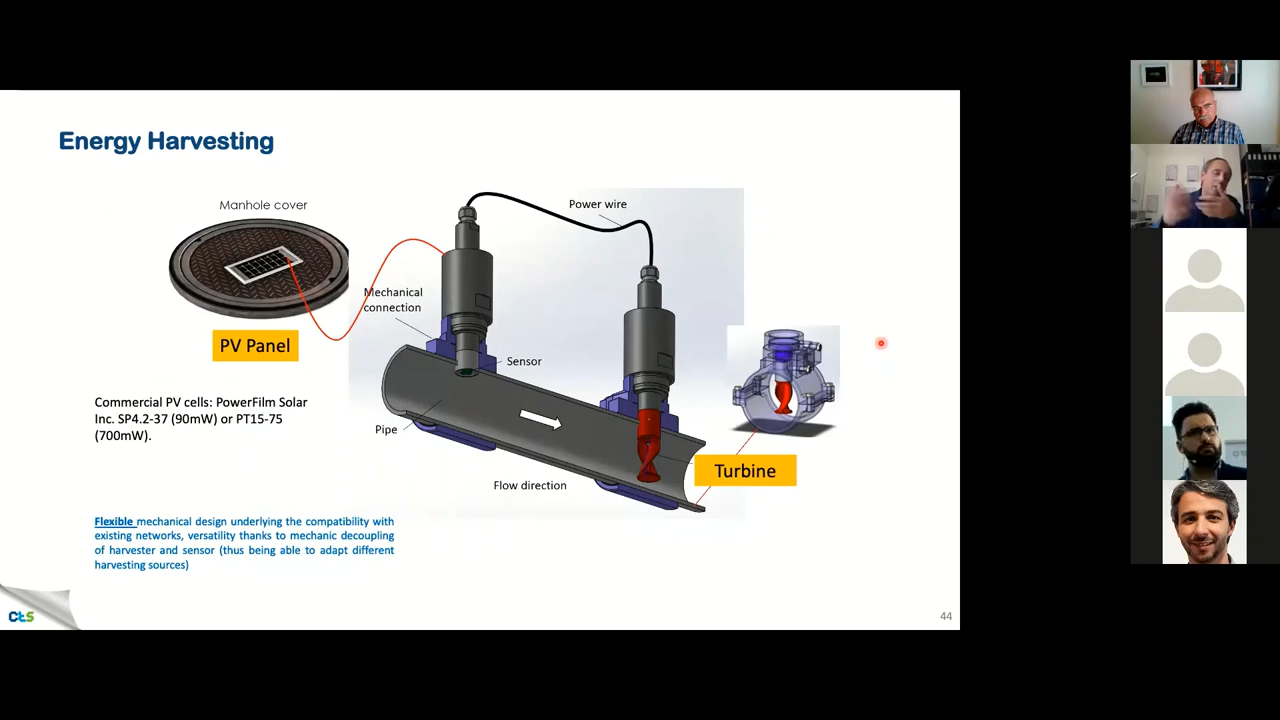 Energy Harvesting
Manhole cover
Power wire
Mechanical
connection
PV Panel
Sensor
Commercial PV cells: PowerFilm Solar
Inc. SP4.2-37 (90mW) or PT15-75
(700mW).
Pipe
Turbine
Flow direction
Flexible mechanical design underlying the compatibility with
existing networks, versatility thanks to mechanic decoupling
of harvester and sensor (thus being able to adapt different
harvesting sources)
cts
44